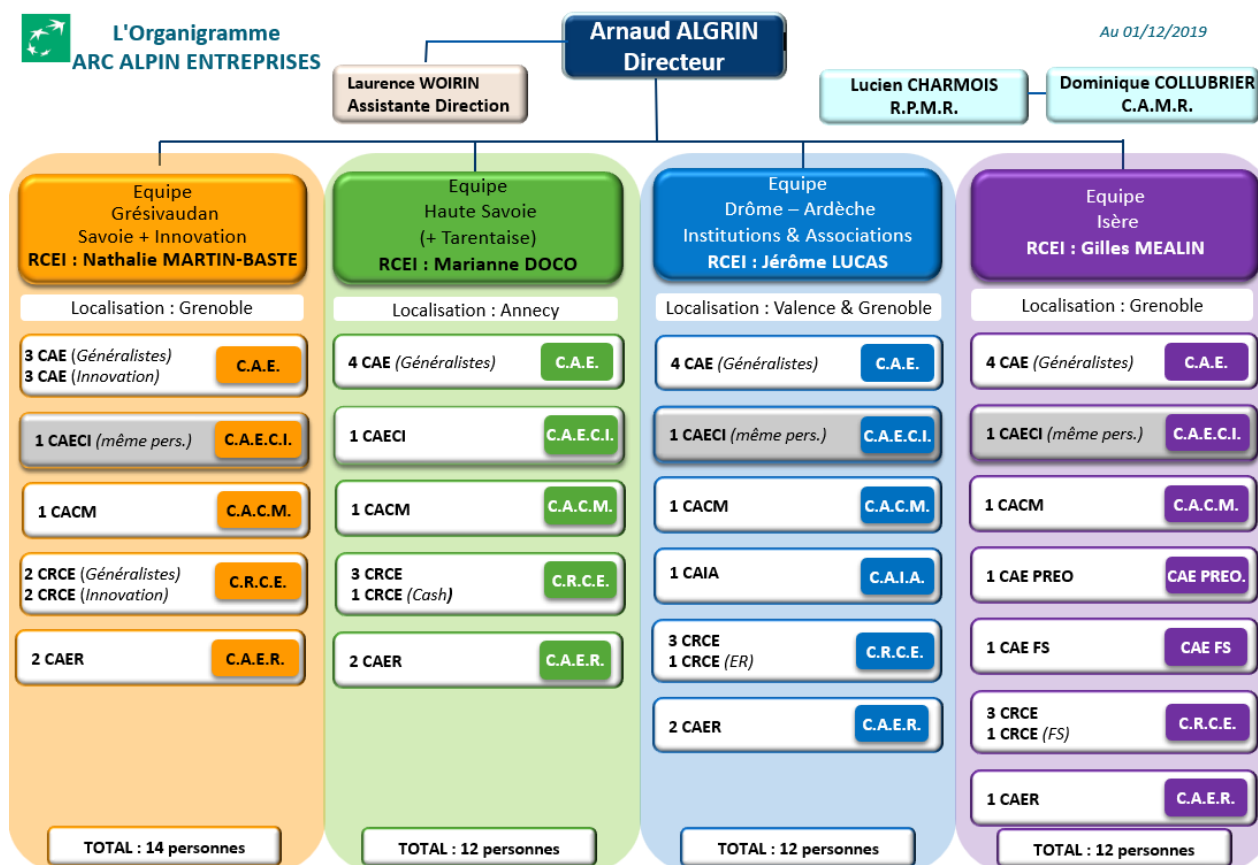 L'Organigramme
ARC ALPIN ENTREPRISES
Arnaud ALGRIN
Directeur
Au 01/12/2019
Laurence WOIRIN
Assistante Direction
Lucien CHARMOIS
R.P.M.R.
Dominique COLLUBRIER
C.A.M.R.
Equipe
Grésivaudan
Savoie + Innovation
RCEI : Nathalie MARTIN-BASTE
Localisation : Grenoble
3 CAE (Généralistes)
3 CAE (Innovation)
C.A.E.
1 CAECI (même pers.)
C.A.E.C.I.
1 CACM
C.A.C.M.
2 CRCE (Généralistes)
2 CRCE (Innovation)
C.R.C.E.
2 CAER
C.A.E.R.
TOTAL : 14 personnes
Equipe
Haute Savoie
(+ Tarentaise)
RCEI : Marianne DOCO
Localisation : Annecy
4 CAE (Généralistes)
C.A.E.
1 CAECI
C.A.E.C.I.
1 CACM
C.A.C.M.
3 CRCE
1 CRCE (Cash)
C.R.C.E.
2 CAER
C.A.E.R.
TOTAL : 12 personnes
Equipe
Drôme – Ardèche
Institutions & Associations
RCEI : Jérôme LUCAS
Localisation : Valence & Grenoble
4 CAE (Généralistes)
C.A.E.
1 CAECI (même pers.)
C.A.E.C.I.
1 CACM
C.A.C.M.
1 CAIA
C.A.I.A.
3 CRCE
1 CRCE (ER)
C.R.C.E.
2 CAER
C.A.E.R.
TOTAL : 12 personnes
Equipe
Isère
RCEI : Gilles MEALIN
Localisation : Grenoble
4 CAE (Généralistes)
C.A.E.
1 CAECI (même pers.)
C.A.E.C.I.
1 CACM
C.A.C.M.
1 CAE PREO
CAE PREO.
1 CAE FS
CAE FS
3 CRCE
1 CRCE (FS)
C.R.C.E.
1 CAER
C.A.E.R.
TOTAL : 12 personnes